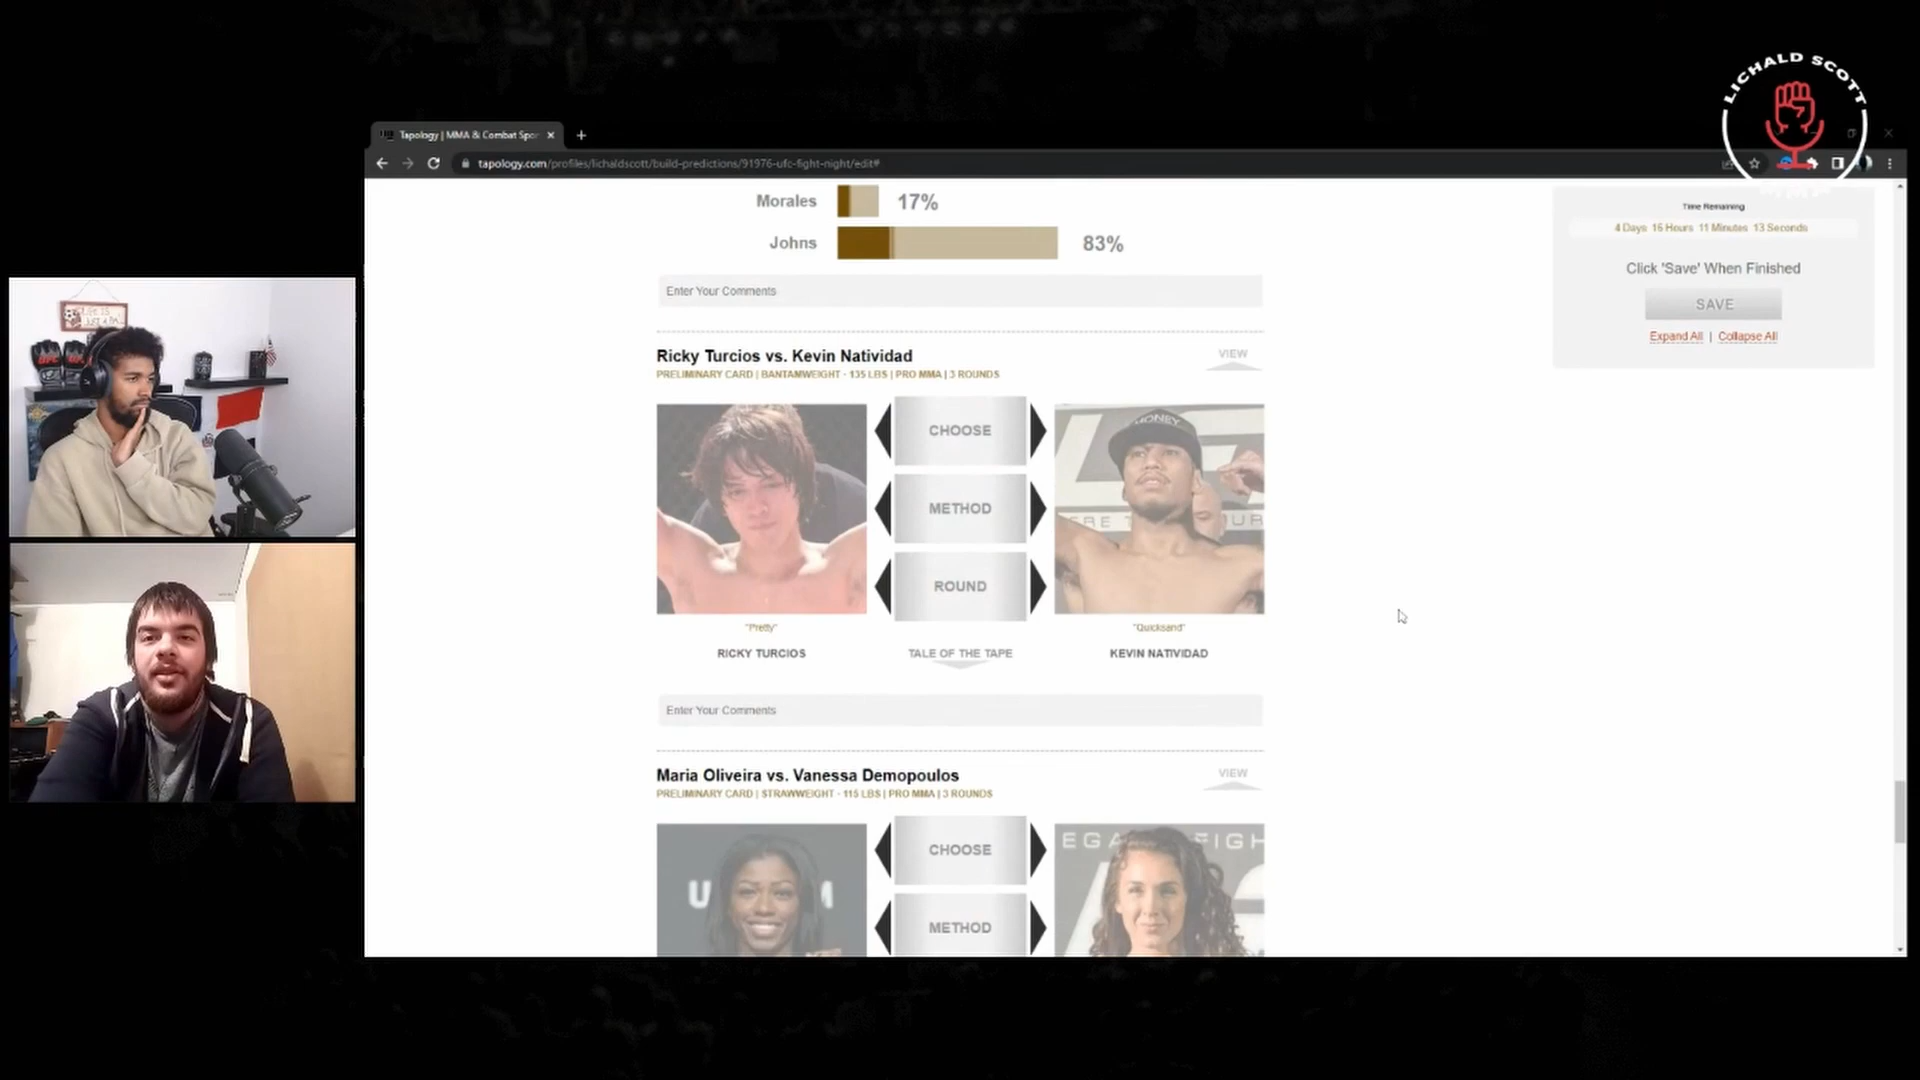 LICHALD SCOTT
Tapology | MMA & Combat Spor
tapology.com/profiles/lichaldscott/build-predictions/91976-ufc-fight-night/edit#
Morales 17%
Johns 83%
Enter Your Comments
Time Remaining
4 Days 16 Hours 11 Minutes 13 Seconds
Click 'Save' When Finished
SAVE
Expand All | Collapse All
Ricky Turcios vs. Kevin Natividad
VIEW
PRELIMINARY CARD | BANTAMWEIGHT · 135 LBS | PRO MMA | 3 ROUNDS
CHOOSE
MONEY
METHOD
ROUND
"Pretty"
"Quicksand"
RICKY TURCIOS
TALE OF THE TAPE
KEVIN NATIVIDAD
Enter Your Comments
Maria Oliveira vs. Vanessa Demopoulos
VIEW
PRELIMINARY CARD | STRAWWEIGHT · 115 LBS | PRO MMA | 3 ROUNDS
CHOOSE
METHOD